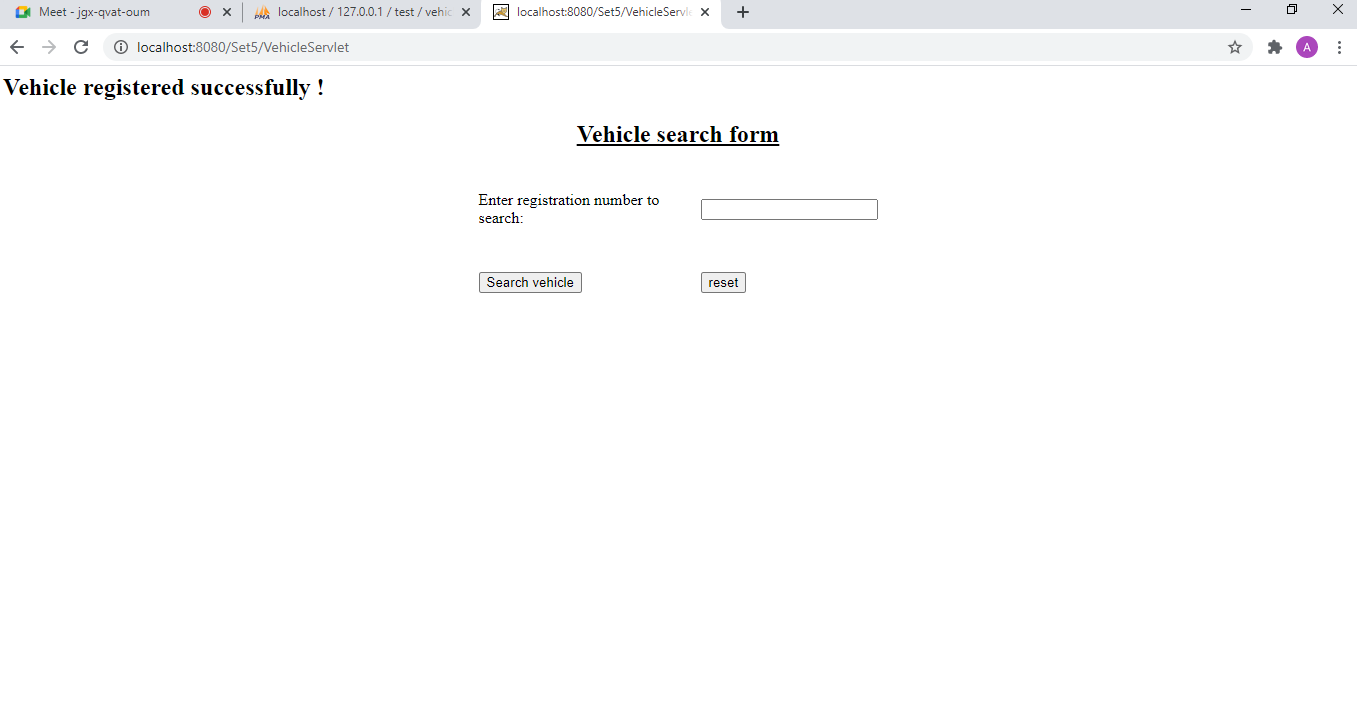 Meet - jgx-qvat-oum
localhost / 127.0.0.1 / test / vehic
localhost:8080/Set5/VehicleServle
localhost:8080/Set5/VehicleServlet
A
Vehicle registered successfully !
Vehicle search form
Enter registration number to
search:
Search vehicle
reset